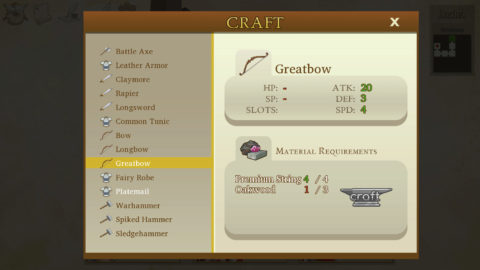 CRAFT
X
Battle Axe
Leather Armor
Claymore
Rapier
Longsword
Common Tunic
Bow
Longbow
Greatbow
Fairy Robe
Platemail
Warhammer
Spiked Hammer
Sledgehammer
Greatbow
HP: - ATK: 20
SP: - DEF: 3
SLOTS: SPD: 4
Material Requirements
Premium String 4 / 4
Oakwood 1 / 3
craft